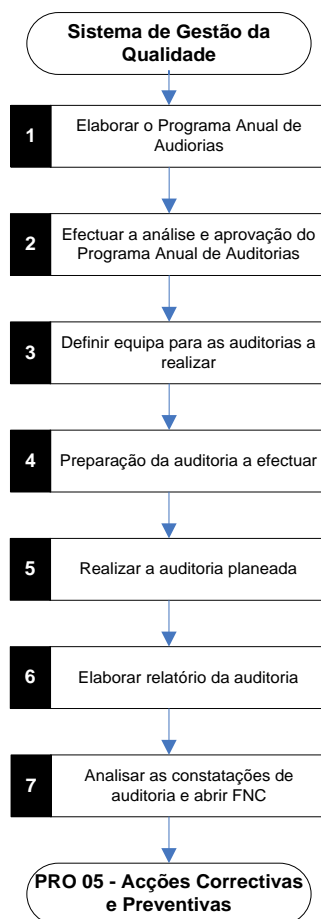 Sistema de Gestão da
Qualidade
1
Elaborar o Programa Anual de
Audiorias
2
Efectuar a análise e aprovação do
Programa Anual de Auditorias
3
Definir equipa para as auditorias a
realizar
4
Preparação da auditoria a efectuar
5
Realizar a auditoria planeada
6
Elaborar relatório da auditoria
7
Analisar as constatações de
auditoria e abrir FNC
PRO 05 - Acções Correctivas
e Preventivas